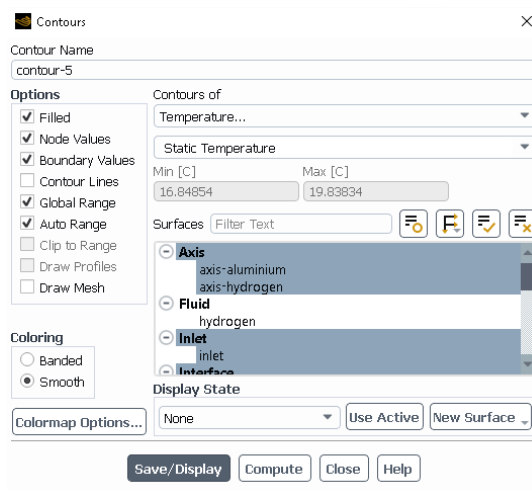 Contours
Contour Name
contour-5
Options
Filled
Node Values
Boundary Values
Contour Lines
Global Range
Auto Range
Clip to Range
Draw Profiles
Draw Mesh
Coloring
Banded
Smooth
Colormap Options...
Contours of
Temperature...
Static Temperature
Min [C] Max [C]
16.84854 19.83834
Surfaces Filter Text
Axis
axis-aluminium
axis-hydrogen
Fluid
hydrogen
Inlet
inlet
Interface
Display State
None Use Active New Surface
Save/Display Compute Close Help